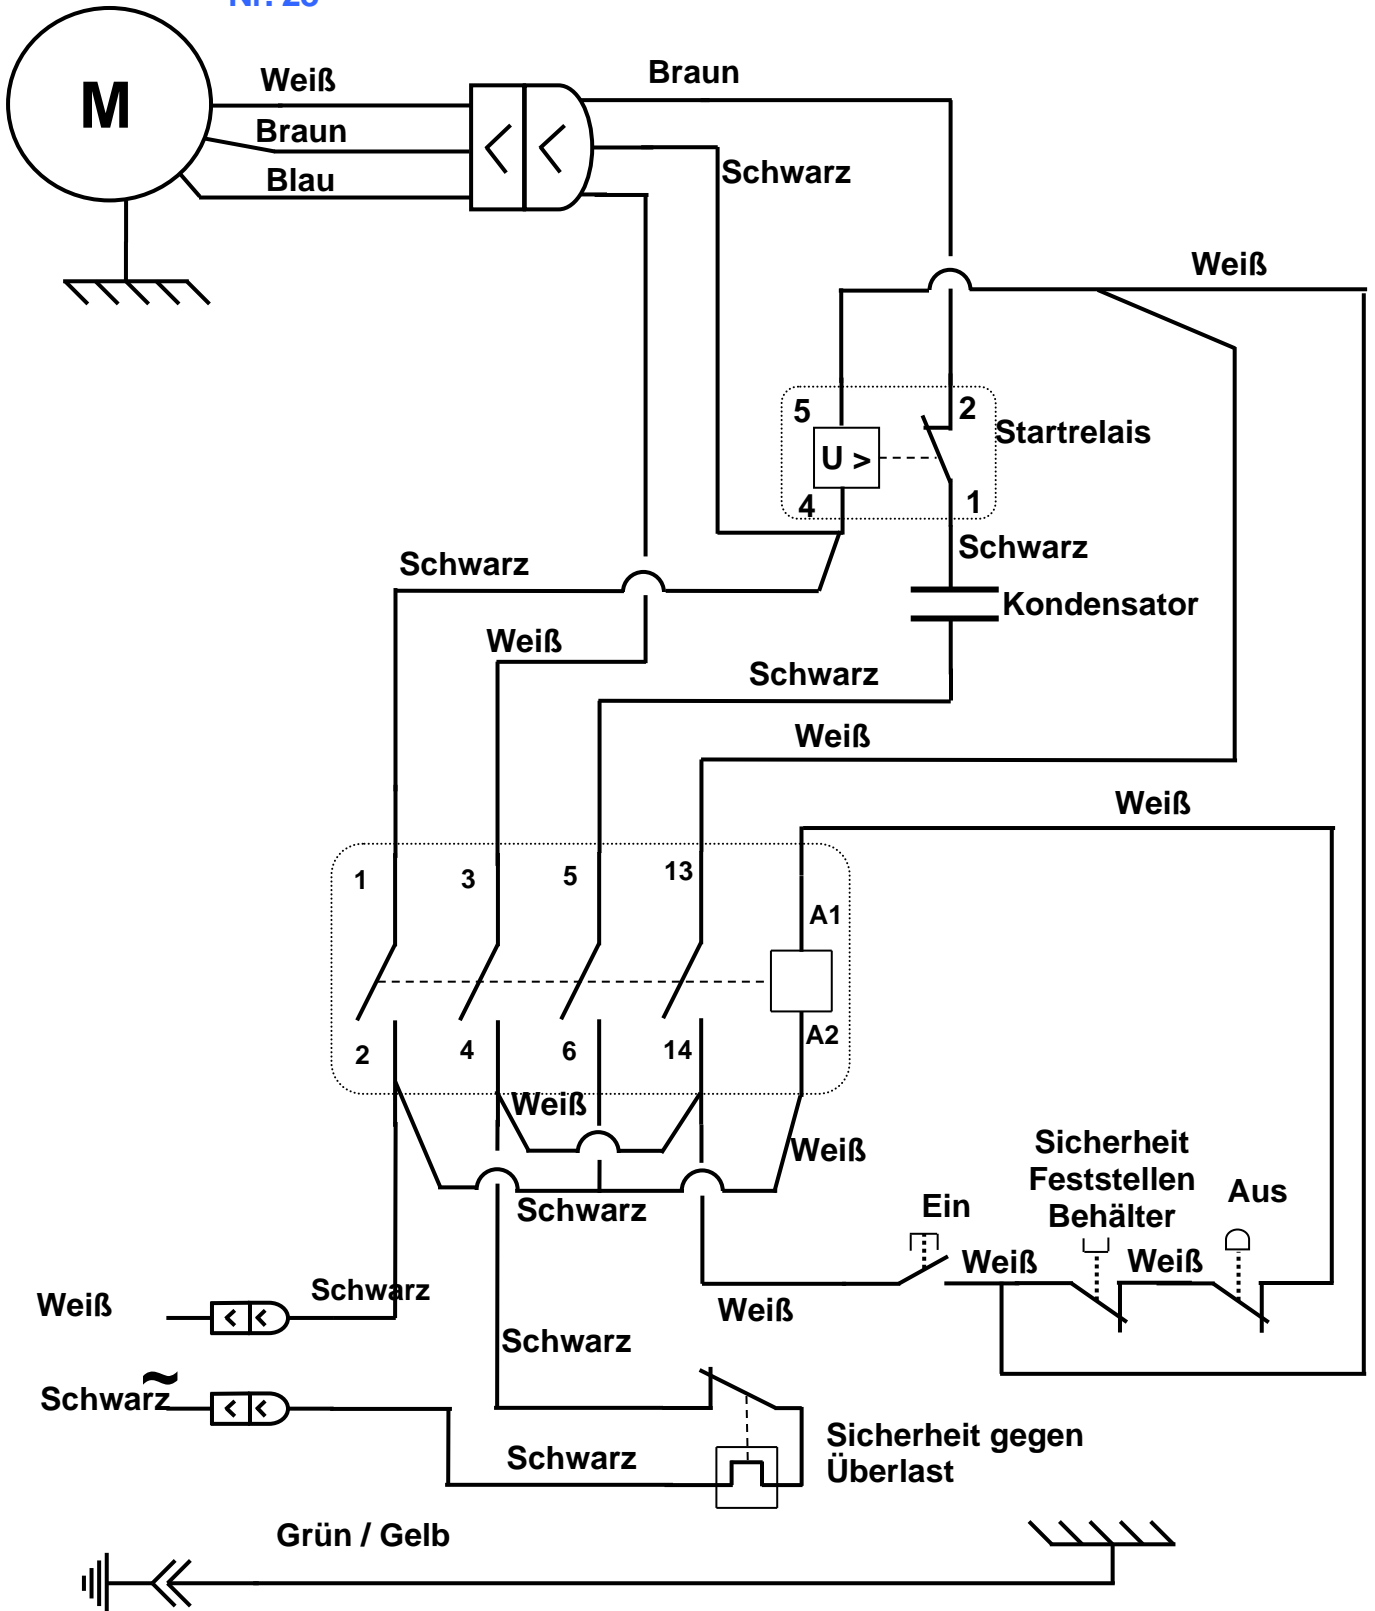 Nr. 28
Weiß
Braun
M
Braun
Schwarz
Blau
Weiß
5
2
Startrelais
U >
4
1
Schwarz
Schwarz
Kondensator
Weiß
Schwarz
Weiß
Weiß
1
3
5
13
A1
A2
2
4
6
14
Weiß
Weiß
Sicherheit
Feststellen
Behälter
Aus
Ein
Schwarz
Weiß
Weiß
Schwarz
Weiß
Weiß
Schwarz
~
Schwarz
Sicherheit gegen
Überlast
Schwarz
Grün / Gelb